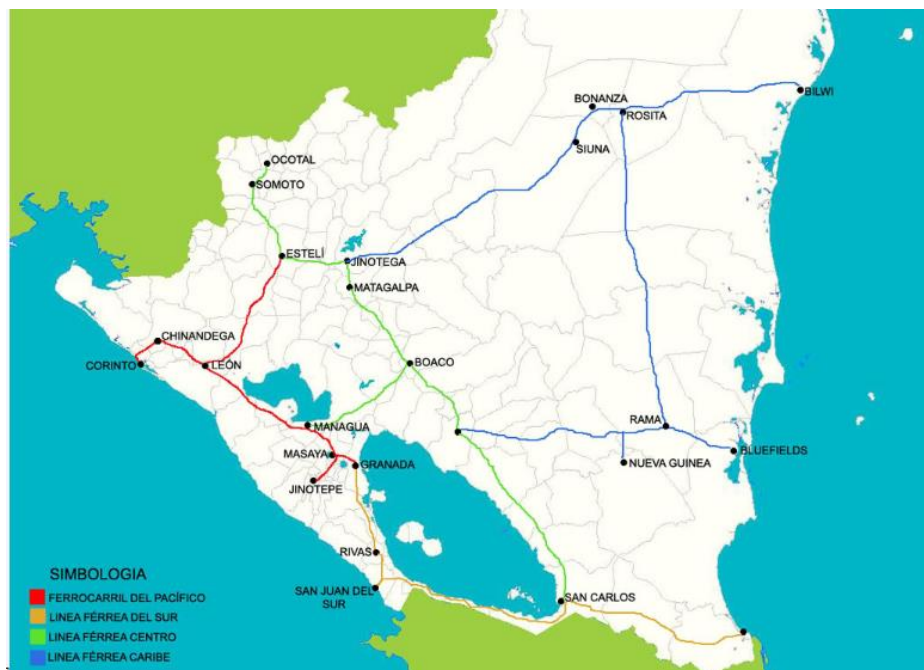 BONANZA
BILWI
ROSITA
SIUNA
OCOTAL
SOMOTO
ESTELÍ
JINOTEGA
MATAGALPA
CHINANDEGA
CORINTO
LEÓN
BOACO
MANAGUA
RAMA
MASAYA
GRANADA
BLUEFIELDS
NUEVA GUINEA
JINOTEPE
RIVAS
SIMBOLOGIA
SAN JUAN DEL
SUR
SAN CARLOS
FERROCARRIL DEL PACÍFICO
LINEA FÉRREA DEL SUR
LINEA FÉRREA CENTRO
LINEA FÉRREA CARIBE